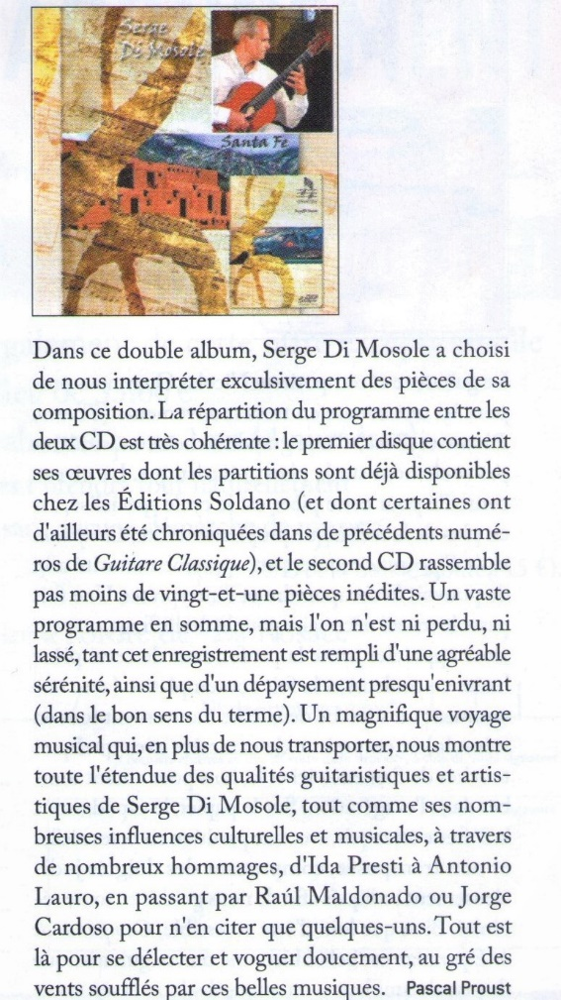 Serge
Di Mosole
Santa Fe
Dans ce double album, Serge Di Mosole a choisi
de nous interpréter exculsivement des pièces de sa
composition. La répartition du programme entre les
deux CD est très cohérente : le premier disque contient
ses œuvres dont les partitions sont déjà disponibles
chez les Éditions Soldano (et dont certaines ont
d'ailleurs été chroniquées dans de précédents numé-
ros de Guitare Classique), et le second CD rassemble
pas moins de vingt-et-une pièces inédites. Un vaste
programme en somme, mais l'on n'est ni perdu, ni
lassé, tant cet enregistrement est rempli d'une agréable
sérénité, ainsi que d'un dépaysement presqu'enivrant
(dans le bon sens du terme). Un magnifique voyage
musical qui, en plus de nous transporter, nous montre
toute l'étendue des qualités guitaristiques et artis-
tiques de Serge Di Mosole, tout comme ses nom-
breuses influences culturelles et musicales, à travers
de nombreux hommages, d'Ida Presti à Antonio
Lauro, en passant par Raúl Maldonado ou Jorge
Cardoso pour n'en citer que quelques-uns. Tout est
là pour se délecter et voguer doucement, au gré des
vents soufflés par ces belles musiques. Pascal Proust